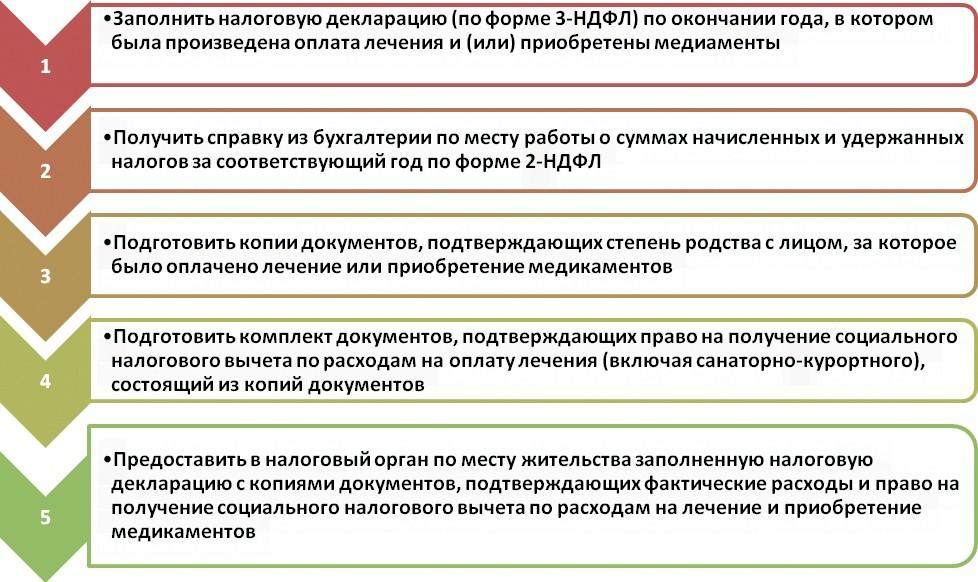 1
•Заполнить налоговую декларацию (по форме 3-НДФЛ) по окончании года, в котором
была произведена оплата лечения и (или) приобретены медиаменты
2
•Получить справку из бухгалтерии по месту работы о суммах начисленных и удержанных
налогов за соответствующий год по форме 2-НДФЛ
3
•Подготовить копии документов, подтверждающих степень родства с лицом, за которое
было оплачено лечение или приобретение медикаментов
4
•Подготовить комплект документов, подтверждающих право на получение социального
налогового вычета по расходам на оплату лечения (включая санаторно-курортного),
состоящий из копий документов
5
•Предоставить в налоговый орган по месту жительства заполненную налоговую
декларацию с копиями документов, подтверждающих фактические расходы и право на
получение социального налогового вычета по расходам на лечение и приобретение
медикаментов